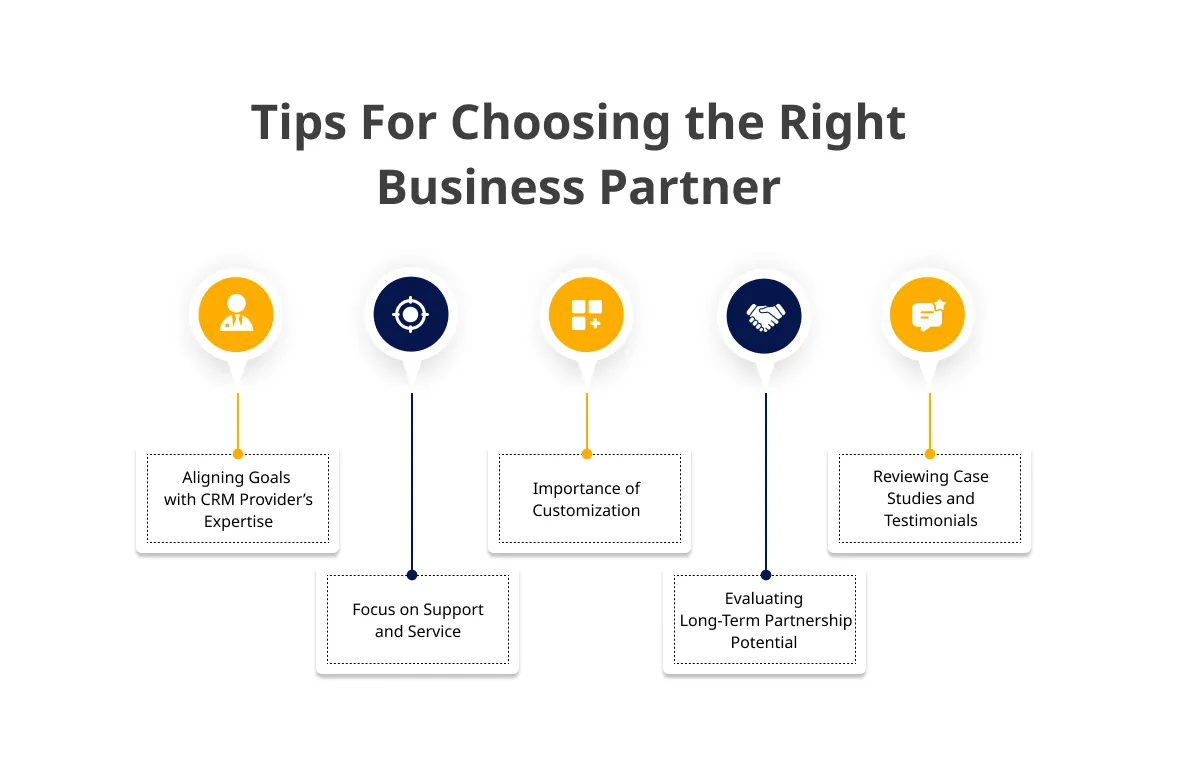 Tips For Choosing the Right
Business Partner
Aligning Goals
with CRM Provider’s
Expertise
Focus on Support
and Service
Importance of
Customization
Evaluating
Long-Term Partnership
Potential
Reviewing Case
Studies and
Testimonials